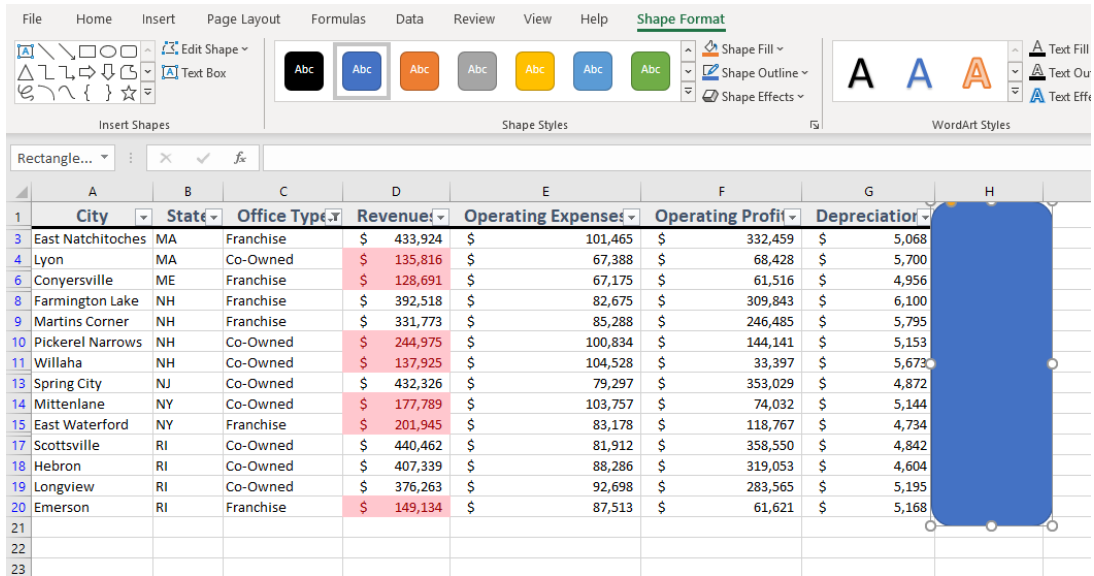 File Home Insert Page Layout Formulas Data Review View Help Shape Format
Edit Shape
Text Box
Abc Abc Abc Abc Abc Abc Abc
Shape Fill
Shape Outline
Shape Effects
A A A
Text Fill
Text Ou
Text Effe
Insert Shapes Shape Styles WordArt Styles
Rectangle... fx
A B C D E F G H
1 City State Office Type Revenues Operating Expenses Operating Profit Depreciation
3 East Natchitoches MA Franchise $ 433,924 $ 101,465 $ 332,459 $ 5,068
4 Lyon MA Co-Owned $ 135,816 $ 67,388 $ 68,428 $ 5,700
6 Conyersville ME Franchise $ 128,691 $ 67,175 $ 61,516 $ 4,956
8 Farmington Lake NH Franchise $ 392,518 $ 82,675 $ 309,843 $ 6,100
9 Martins Corner NH Franchise $ 331,773 $ 85,288 $ 246,485 $ 5,795
10 Pickerel Narrows NH Co-Owned $ 244,975 $ 100,834 $ 144,141 $ 5,153
11 Willaha NH Co-Owned $ 137,925 $ 104,528 $ 33,397 $ 5,673
13 Spring City NJ Co-Owned $ 432,326 $ 79,297 $ 353,029 $ 4,872
14 Mittenlane NY Co-Owned $ 177,789 $ 103,757 $ 74,032 $ 5,144
15 East Waterford NY Franchise $ 201,945 $ 83,178 $ 118,767 $ 4,734
17 Scottsville RI Co-Owned $ 440,462 $ 81,912 $ 358,550 $ 4,842
18 Hebron RI Co-Owned $ 407,339 $ 88,286 $ 319,053 $ 4,604
19 Longview RI Co-Owned $ 376,263 $ 92,698 $ 283,565 $ 5,195
20 Emerson RI Franchise $ 149,134 $ 87,513 $ 61,621 $ 5,168
21
22
23